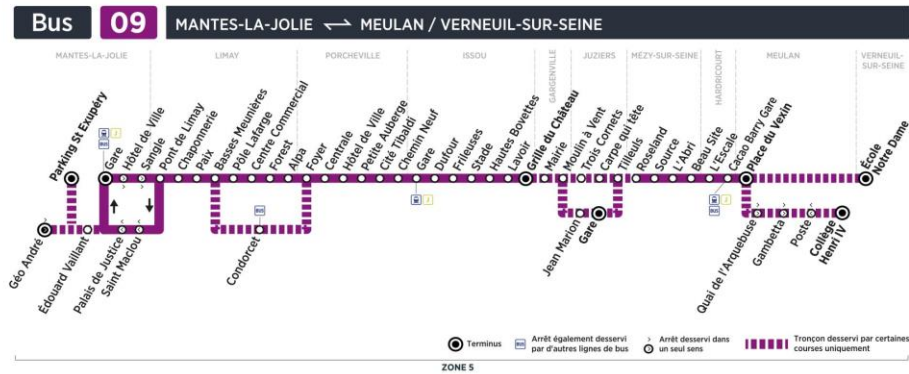 Bus 09 MANTES-LA-JOLIE MEULAN / VERNEUIL-SUR-SEINE
MANTES-LA-JOLIE
LIMAY
PORCHEVILLE
ISSOU
GARGENVILLE
JUZIERS
MÉZY-SUR-SEINE
HARDRICOURT
MEULAN
VERNEUIL-
SUR-SEINE
Parking St Exupéry
BUS
J
Gare
Hôtel de Ville
Sangle
Pont de Limay
Chaponnerie
Paix
Basses Meunières
Pôle Lafarge
Centre Commercial
Forest
Alpa
Foyer
Centrale
Hôtel de Ville
Petite Auberge
Cité Tibaldi
Chemin Neuf
Gare
Dufour
Frileuses
Stade
Hautes Bovettes
Lavoir
Grille du Château
Mairie
Moulin à Vent
Trois Cornets
Carpe qui tête
Tilleuls
Roseland
Source
L'Abri
Beau Site
L'Escale
Cacao Barry Gare
Place du Vexin
École
Notre Dame
Géo André
Édouard Vaillant
Palais de Justice
Saint Maclou
BUS
Condorcet
J
BUS
Jean Marion
Gare
J
BUS
Quai de l'Arquebuse
Gambetta
Poste
Collège
Henri IV
Terminus
BUS
Arrêt également desservi
par d'autres lignes de bus
Arrêt desservi dans
un seul sens
Tronçon desservi par certaines
courses uniquement
ZONE 5